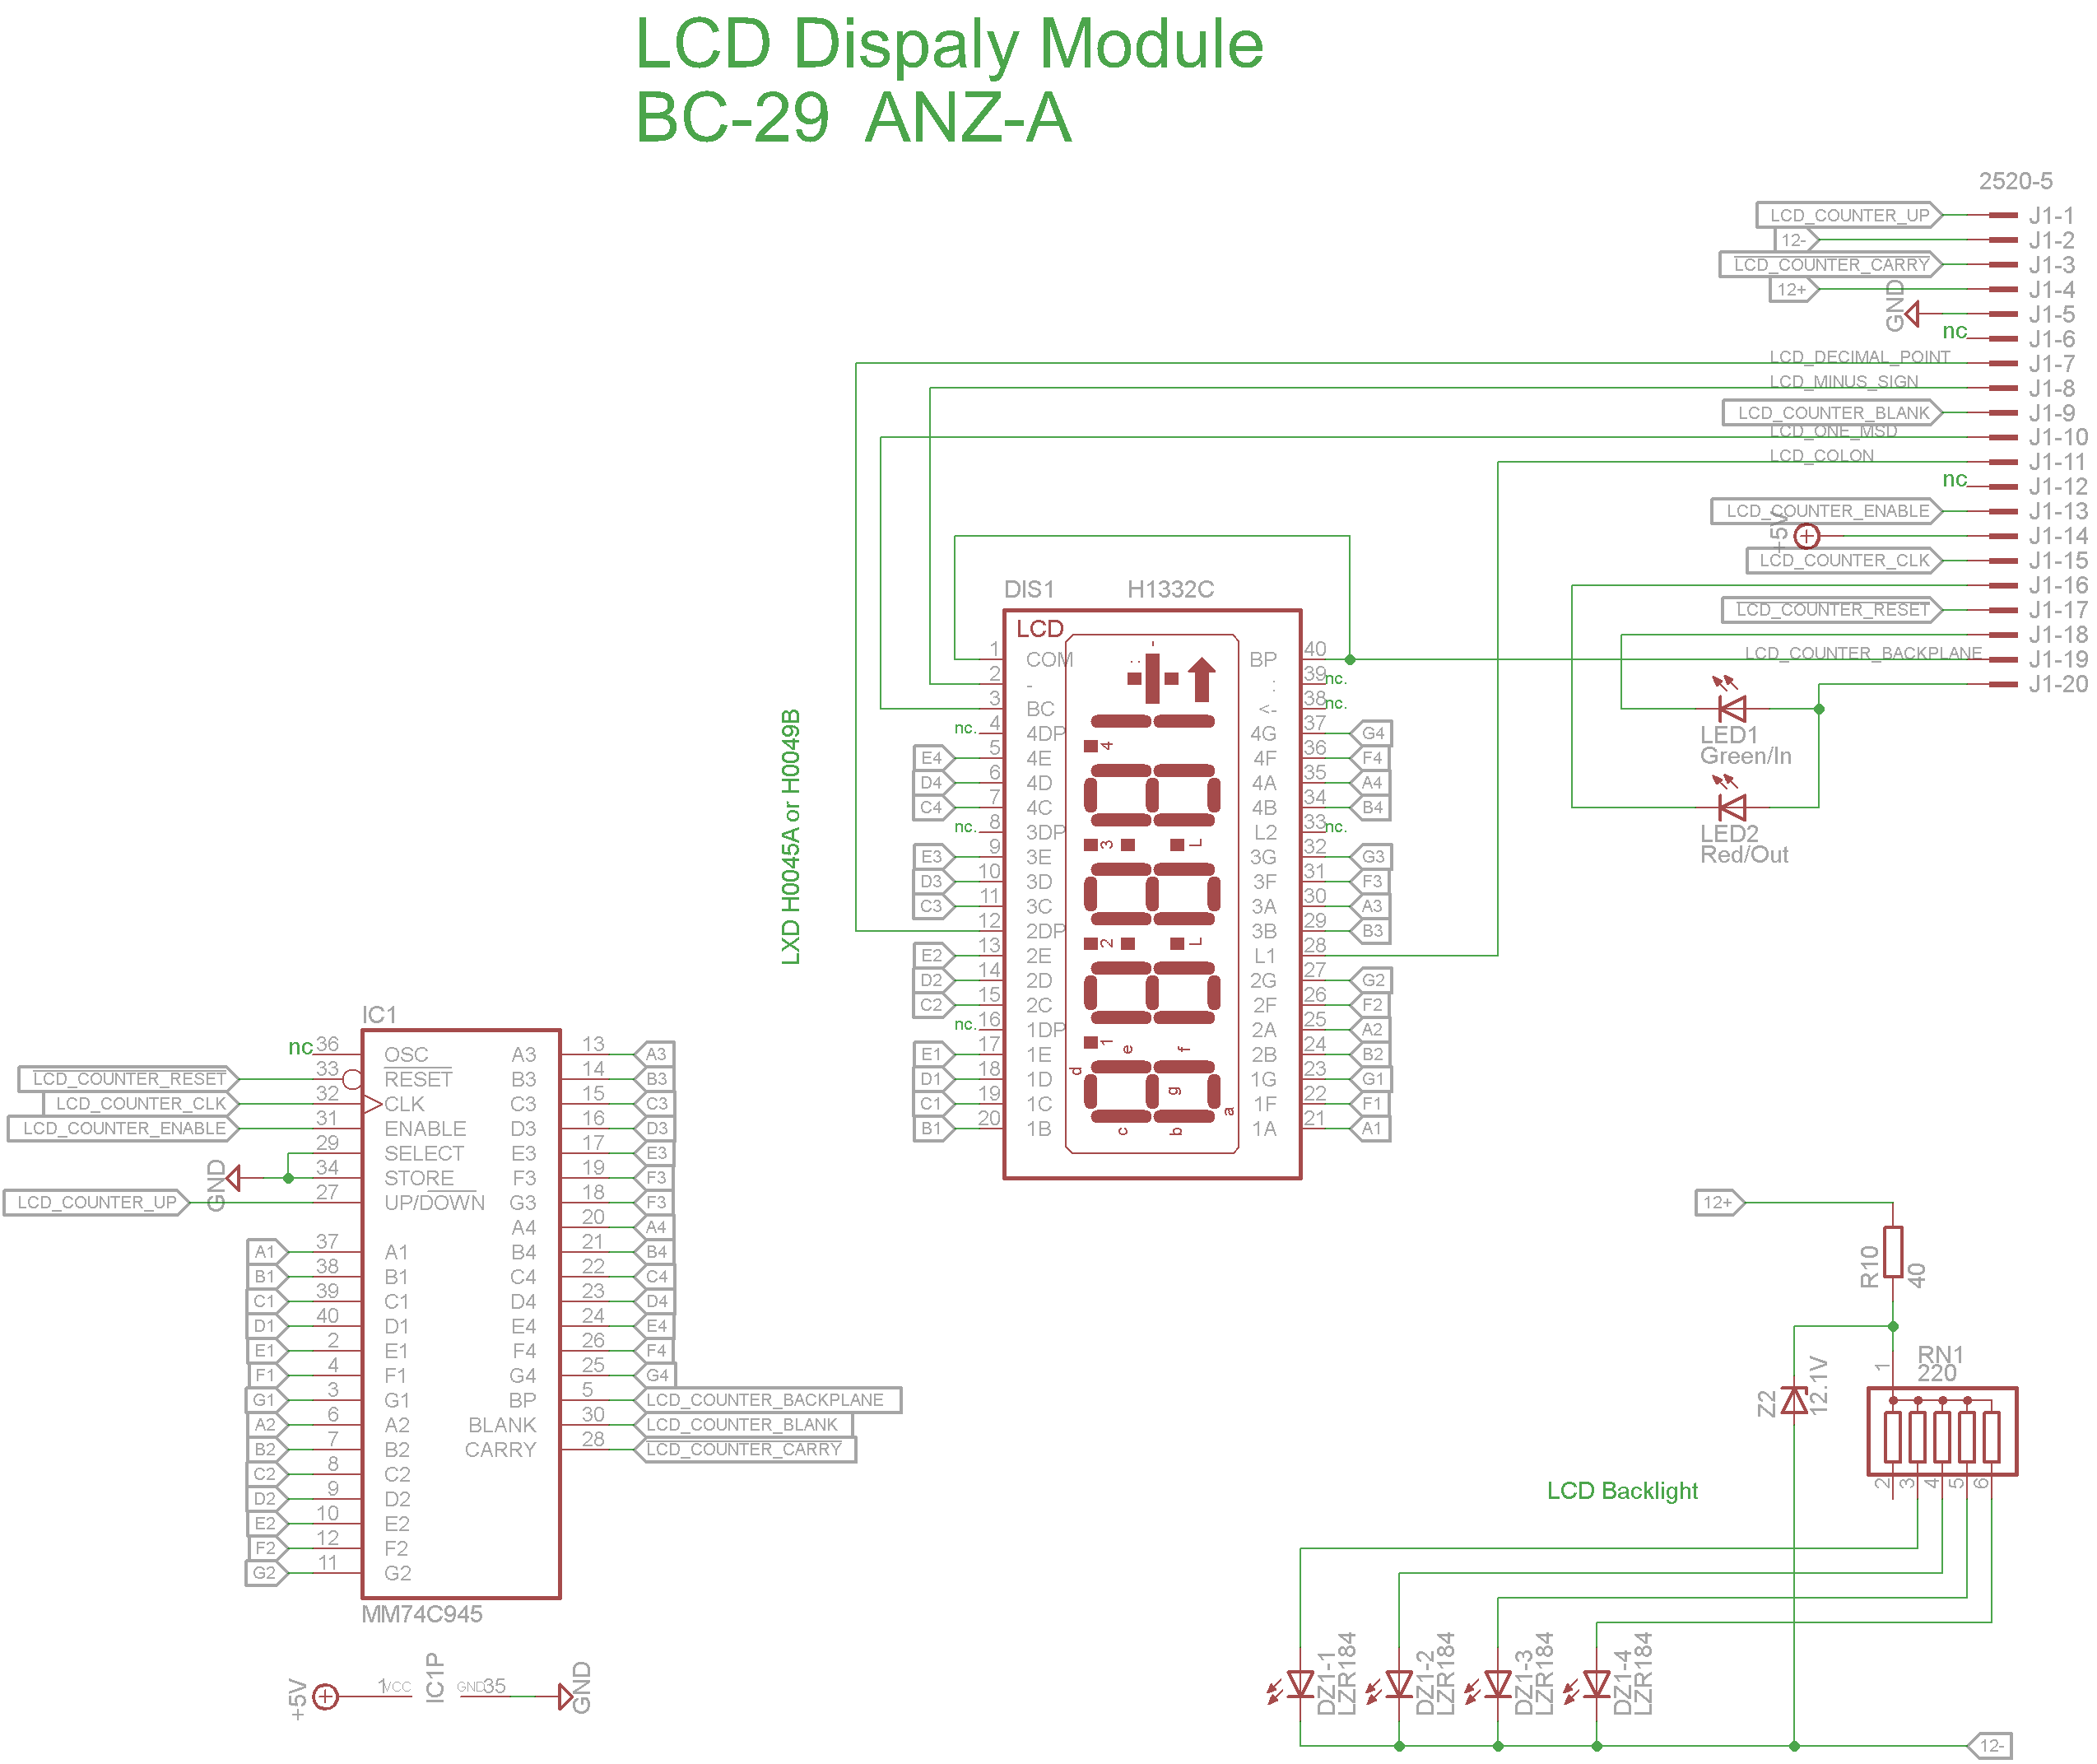 LCD Dispaly Module
BC-29 ANZ-A
2520-5
LCD_COUNTER_UP J1-1
12- J1-2
LCD_COUNTER_CARRY J1-3
12+ J1-4
GND J1-5
nc J1-6
LCD_DECIMAL_POINT J1-7
LCD_MINUS_SIGN J1-8
LCD_COUNTER_BLANK J1-9
LCD_ONE_MSD J1-10
LCD_COLON J1-11
nc J1-12
LCD_COUNTER_ENABLE J1-13
+5V J1-14
LCD_COUNTER_CLK J1-15
J1-16
LCD_COUNTER_RESET J1-17
J1-18
LCD_COUNTER_BACKPLANE J1-19
J1-20
LED1
Green/In
LED2
Red/Out
DIS1 H1332C
LCD
LXD H0045A or H0049B
1 COM BP 40
2 - : 39 nc.
3 BC <- 38 nc.
nc. 4 4DP 4G 37 G4
E4 5 4E 4F 36 F4
D4 6 4D 4A 35 A4
C4 7 4C 4B 34 B4
nc. 8 3DP L2 33 nc.
E3 9 3E 3G 32 G3
D3 10 3D 3F 31 F3
C3 11 3C 3A 30 A3
12 2DP 3B 29 B3
E2 13 2E L1 28
D2 14 2D 2G 27 G2
C2 15 2C 2F 26 F2
nc. 16 1DP 2A 25 A2
E1 17 1E 2B 24 B2
D1 18 1D 1G 23 G1
C1 19 1C 1F 22 F1
B1 20 1B 1A 21 A1
- : 4
3 L
2 L
1
e f
d g a
c b
IC1
nc 36 OSC A3 13 A3
LCD_COUNTER_RESET 33 RESET B3 14 B3
LCD_COUNTER_CLK 32 CLK C3 15 C3
LCD_COUNTER_ENABLE 31 ENABLE D3 16 D3
29 SELECT E3 17 E3
GND 34 STORE F3 19 F3
LCD_COUNTER_UP 27 UP/DOWN G3 18 F3
A4 20 A4
A1 37 A1 B4 21 B4
B1 38 B1 C4 22 C4
C1 39 C1 D4 23 D4
D1 40 D1 E4 24 E4
E1 2 E1 F4 26 F4
F1 4 F1 G4 25 G4
G1 3 G1 BP 5 LCD_COUNTER_BACKPLANE
A2 6 A2 BLANK 30 LCD_COUNTER_BLANK
B2 7 B2 CARRY 28 LCD_COUNTER_CARRY
C2 8 C2
D2 9 D2
E2 10 E2
F2 12 F2
G2 11 G2
MM74C945
+5V 1 VCC IC1P GND 35 GND
12+
R10
40
RN1
220
1
2 3 4 5 6
Z2
12.1V
LCD Backlight
DZ1-1
LZR184
DZ1-2
LZR184
DZ1-3
LZR184
DZ1-4
LZR184
12-